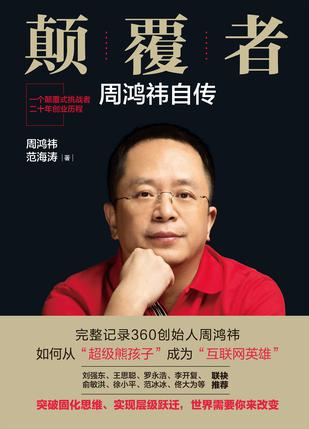 颠覆者
周鸿祎自传
一个颠覆式挑战者
二十年创业历程
周鸿祎
范海涛 (著)
完整记录360创始人周鸿祎
如何从“超级熊孩子”成为“互联网英雄”
刘强东、王思聪、罗永浩、李开复、
俞敏洪、徐小平、范冰冰、佟大为等
联袂
推荐
突破固化思维、实现层级跃迁，世界需要你来改变